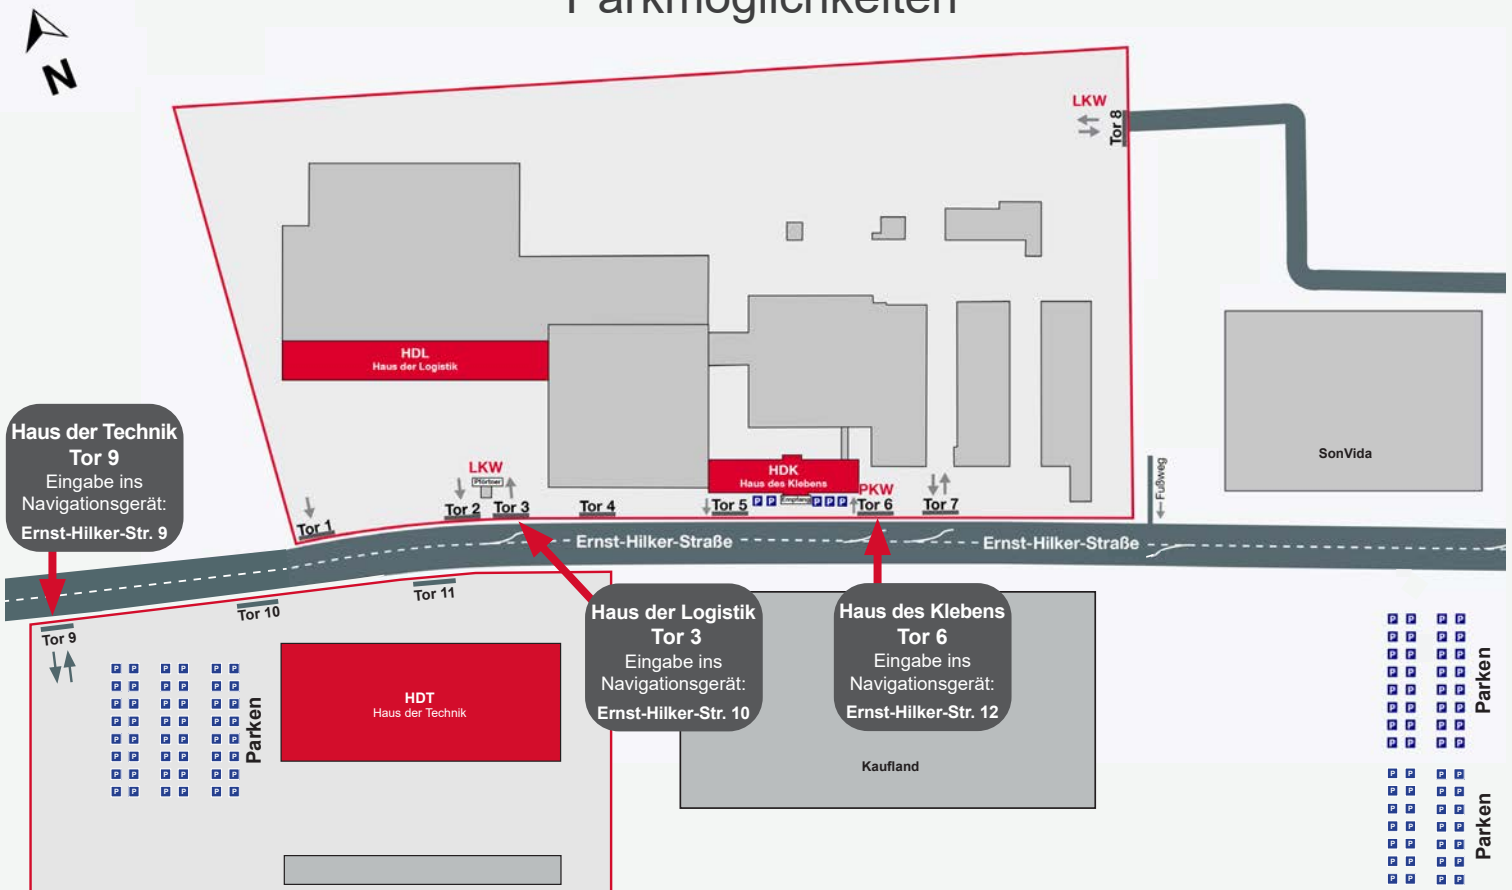 Parkmöglichkeiten
N
LKW
Tor 8
HDL
Haus der Logistik
Haus der Technik
Tor 9
Eingabe ins
Navigationsgerät:
Ernst-Hilker-Str. 9
SonVida
HDK
Haus des Klebens
LKW
Pförtner
Empfang
P P
P P P
PKW
Fußweg
Tor 1
Tor 2
Tor 3
Tor 4
Tor 5
Tor 6
Tor 7
Ernst-Hilker-Straße
Ernst-Hilker-Straße
Tor 9
Tor 10
Tor 11
Haus der Logistik
Tor 3
Eingabe ins
Navigationsgerät:
Ernst-Hilker-Str. 10
Haus des Klebens
Tor 6
Eingabe ins
Navigationsgerät:
Ernst-Hilker-Str. 12
HDT
Haus der Technik
Kaufland
P P P P P P
P P P P P P
P P P P P P
P P P P P P
P P P P P P
P P P P P P
P P P P P P
P P P P P P
Parken
P P P P
P P P P
P P P P
P P P P
P P P P
P P P P
P P P P
P P P P
Parken
P P P P
P P P P
P P P P
P P P P
P P P P
P P P P
P P P P
Parken